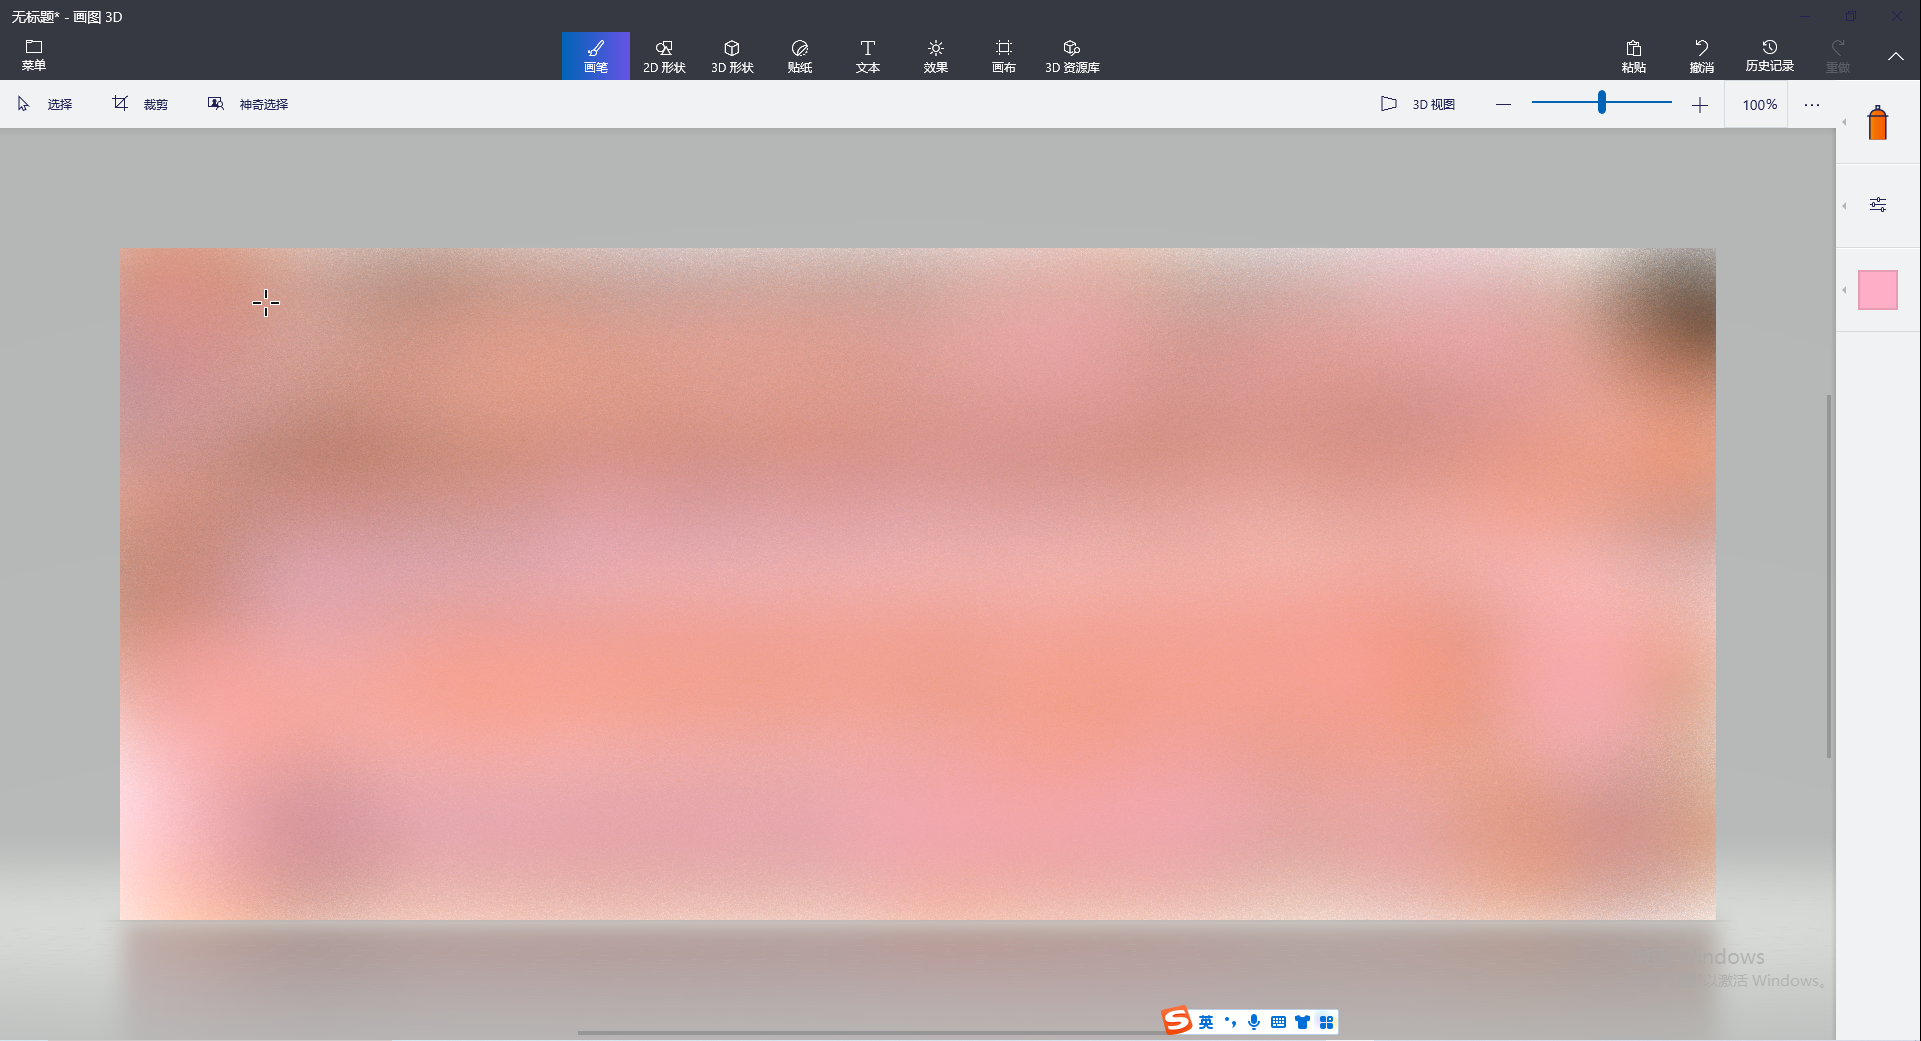 无标题* - 画图 3D
菜单
画笔
2D 形状
3D 形状
贴纸
文本
效果
画布
3D 资源库
粘贴
撤消
历史记录
重做
选择
裁剪
神奇选择
3D 视图
100%
ndows
以激活 Windows。
S 英